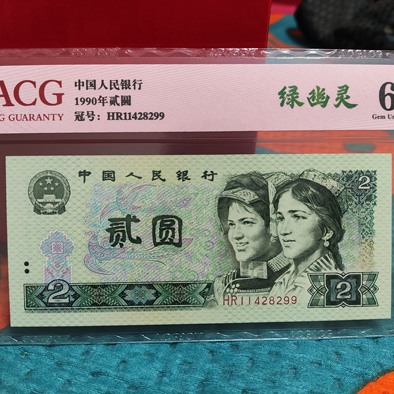 ACG
G GUARANTY
中国人民银行
1990年贰圆
冠号: HR11428299
绿幽灵
6
Gem Un
中国人民银行
贰圆
2
2
2
HR11428299